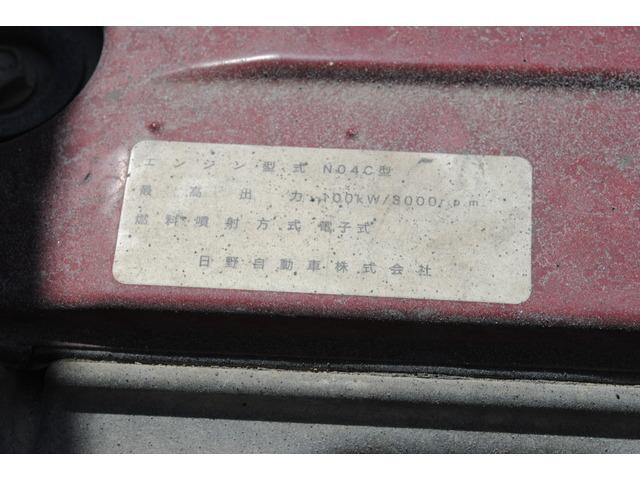 エンジン型式 N04C型
最高出力 100kW/3000rpm
燃料噴射方式 電子式
日野自動車株式会社